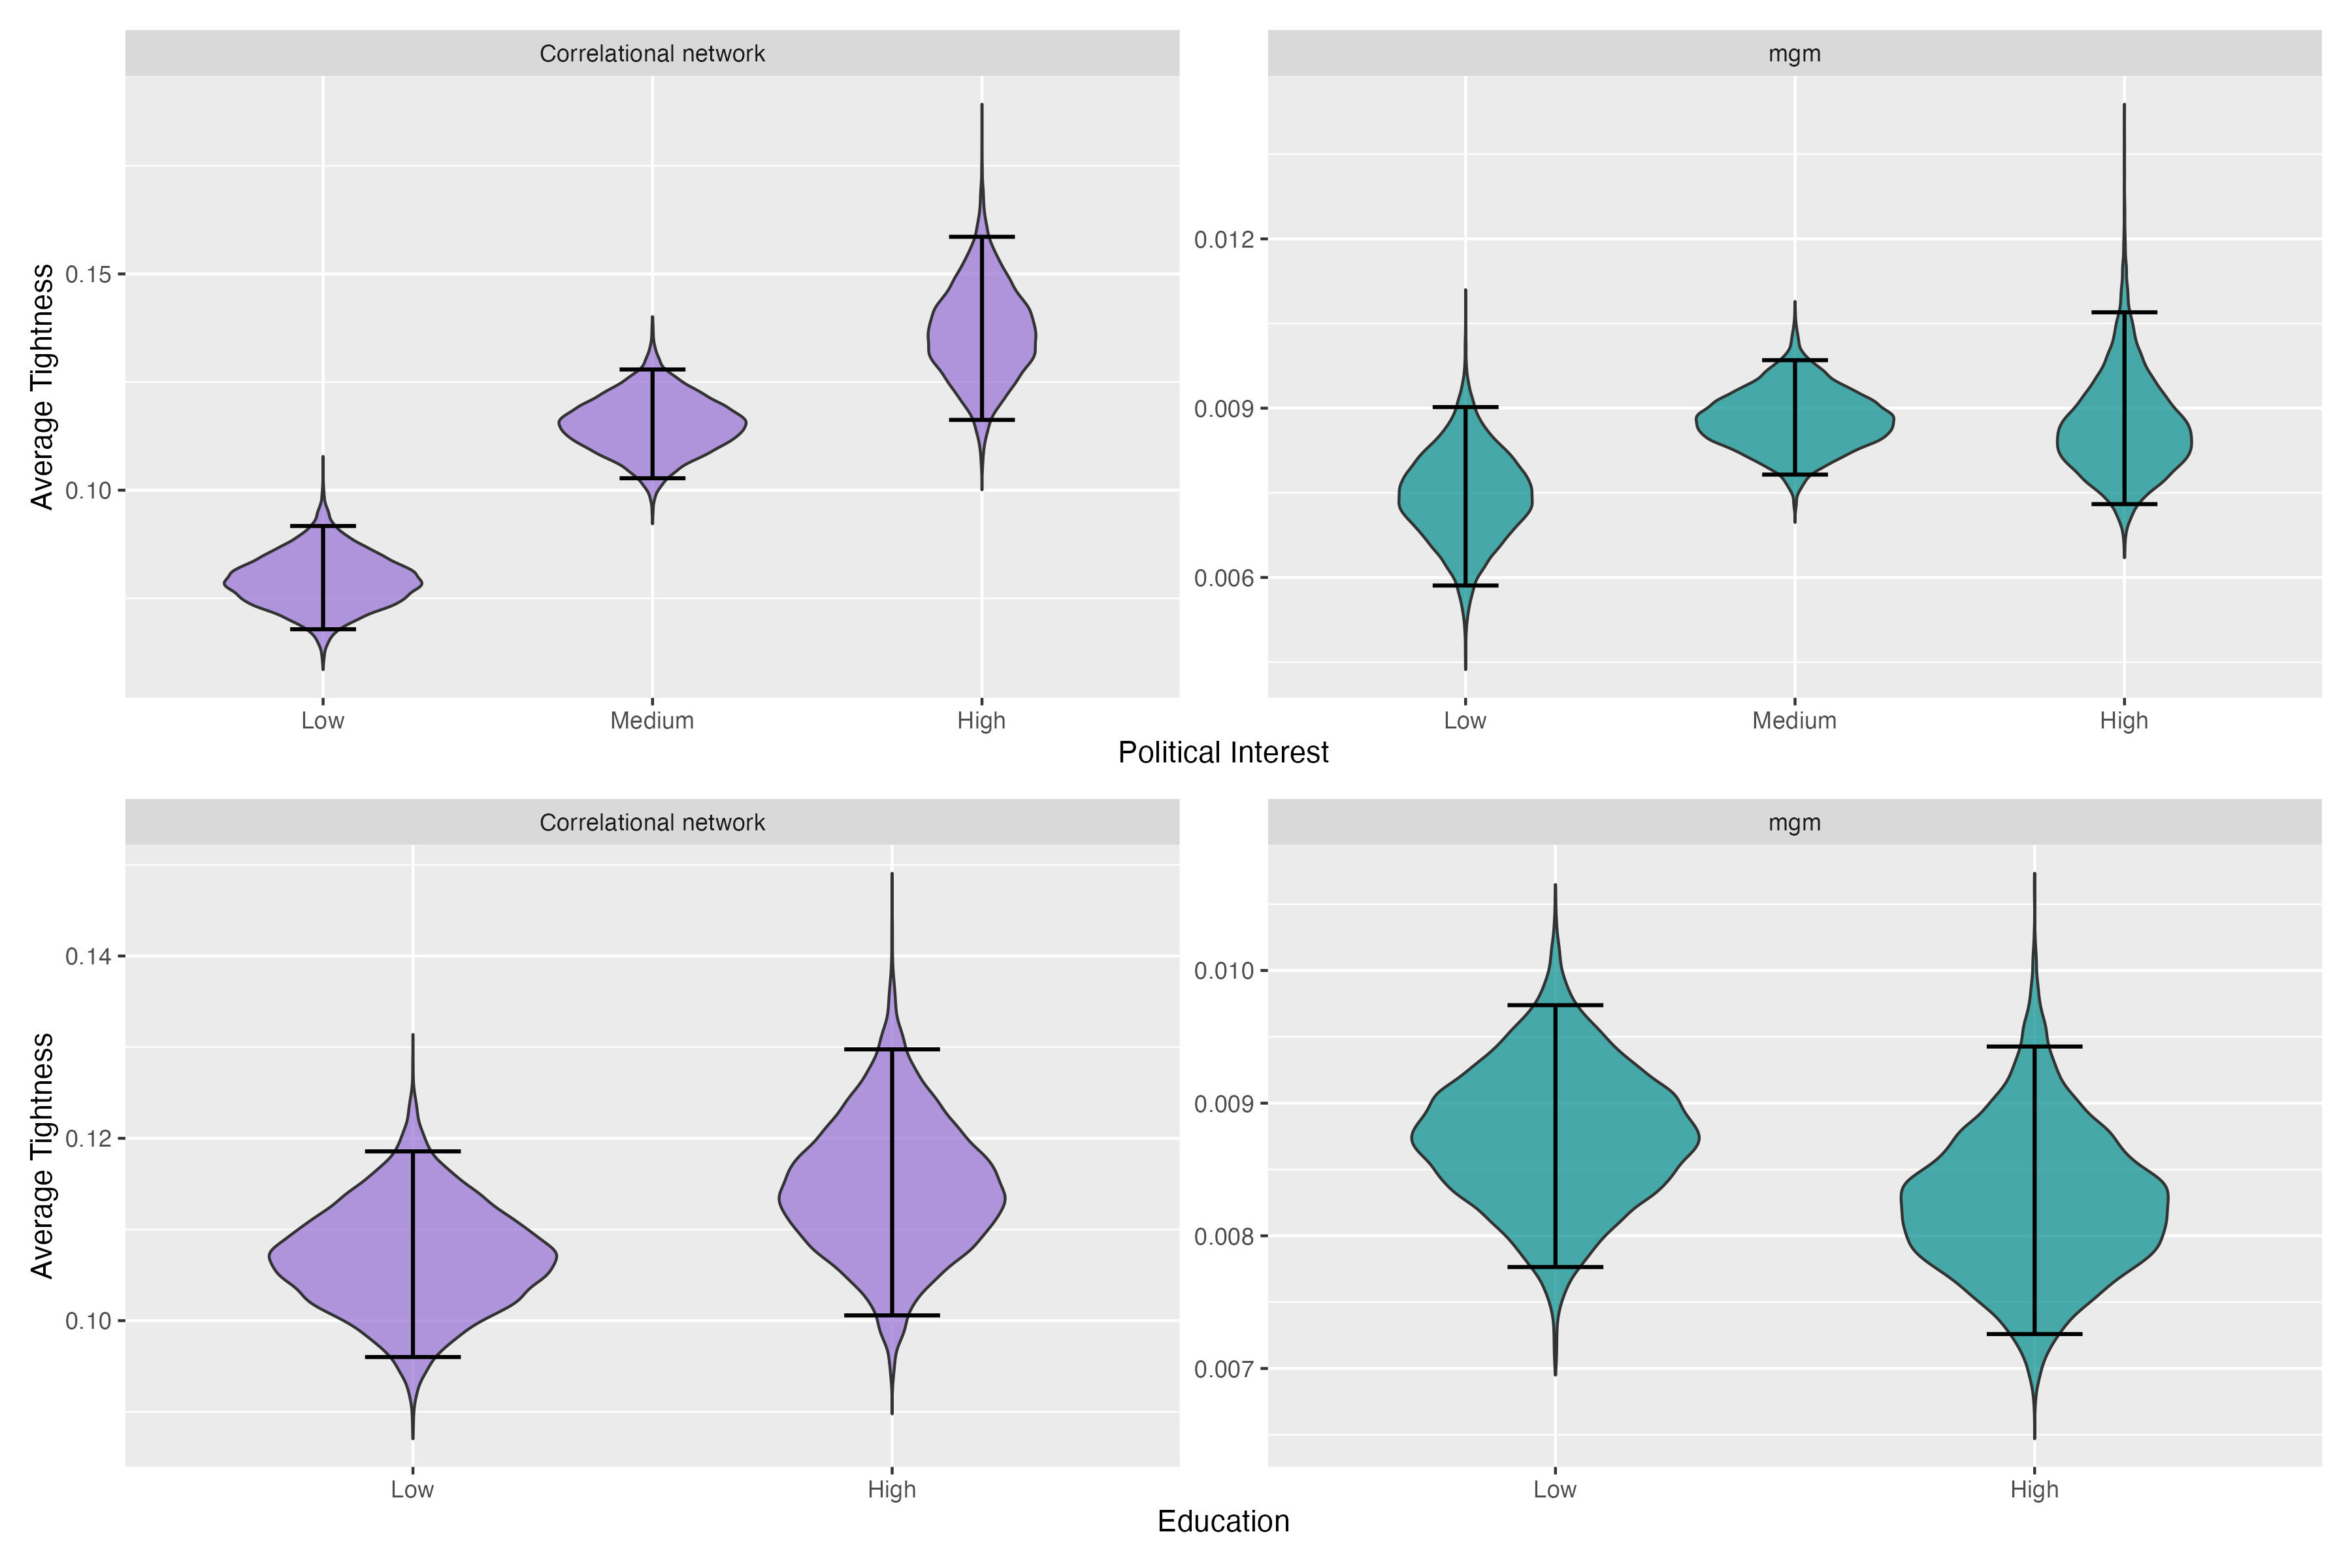 Correlational network
mgm
Average Tightness
0.15
0.10
0.012
0.009
0.006
Low
Medium
High
Low
Medium
High
Political Interest
Correlational network
mgm
Average Tightness
0.14
0.12
0.10
0.010
0.009
0.008
0.007
Low
High
Low
High
Education